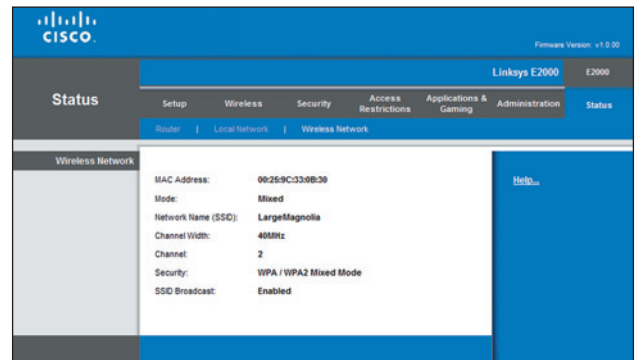 CISCO.
Firmware Version: v1.0.00
Linksys E2000 E2000
Status
Setup Wireless Security Access Restrictions Applications & Gaming Administration Status
Router | Local Network | Wireless Network
Wireless Network
MAC Address: 00:25:9C:33:0B:30
Mode: Mixed
Network Name (SSID): LargeMagnolia
Channel Width: 40MHz
Channel: 2
Security: WPA / WPA2 Mixed Mode
SSID Broadcast: Enabled
Help...